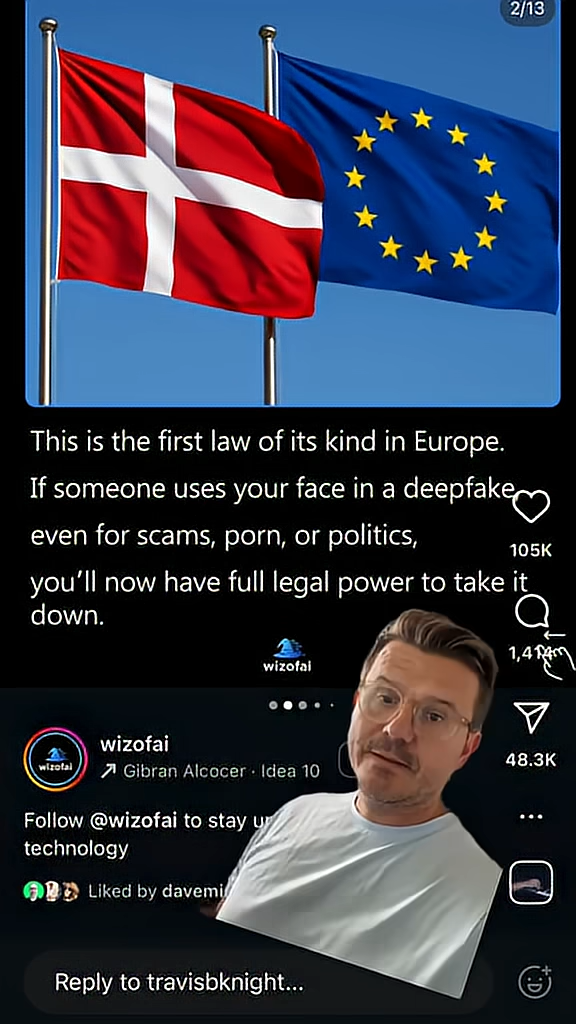 2/13
This is the first law of its kind in Europe.
If someone uses your face in a deepfake,
even for scams, porn, or politics,
you'll now have full legal power to take it
down.
105K
wizofai
48.3K
wizofai
wizofai
↗ Gibran Alcocer · Idea 10
Follow @wizofai to stay
technology
Liked by
Reply to travisbknight...